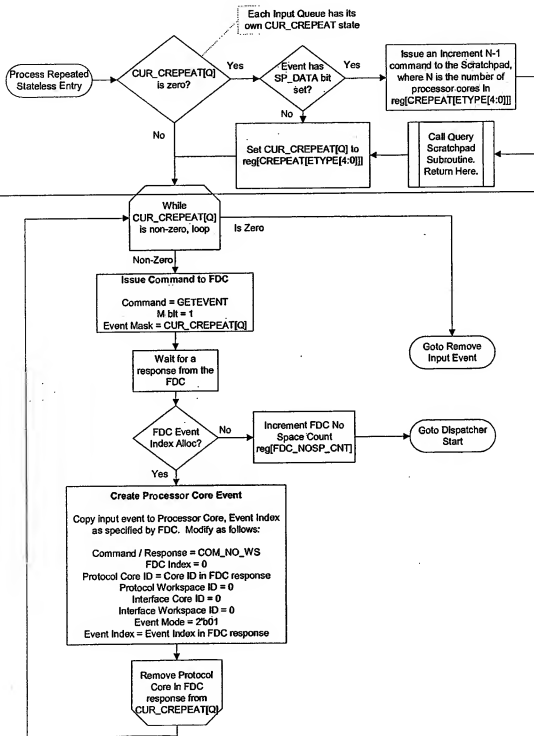 Each Input Queue has its
own CUR_CREPEAT state
Process Repeated
Stateless Entry
CUR_CREPEAT[Q]
is zero?
Yes
Event has
SP_DATA bit
set?
Yes
Issue an Increment N-1
command to the Scratchpad,
where N is the number of
processor cores in
reg[CREPEAT[ETYPE[4:0]]]
No
No
Set CUR_CREPEAT[Q] to
reg[CREPEAT[ETYPE[4:0]]]
Call Query
Scratchpad
Subroutine.
Return Here.
While
CUR_CREPEAT[Q]
is non-zero, loop
Is Zero
Non-Zero
Issue Command to FDC
Command = GETEVENT
M bit = 1
Event Mask = CUR_CREPEAT[Q]
Goto Remove
Input Event
Wait for a
response from the
FDC
FDC Event
Index Alloc?
No
Increment FDC No
Space Count
reg[FDC_NOSP_CNT]
Goto Dispatcher
Start
Yes
Create Processor Core Event
Copy input event to Processor Core, Event Index
as specified by FDC. Modify as follows:
Command / Response = COM_NO_WS
FDC Index = 0
Protocol Core ID = Core ID in FDC response
Protocol Workspace ID = 0
Interface Core ID = 0
Interface Workspace ID = 0
Event Mode = 2'b01
Event Index = Event Index in FDC response
Remove Protocol
Core in FDC
response from
CUR_CREPEAT[Q]